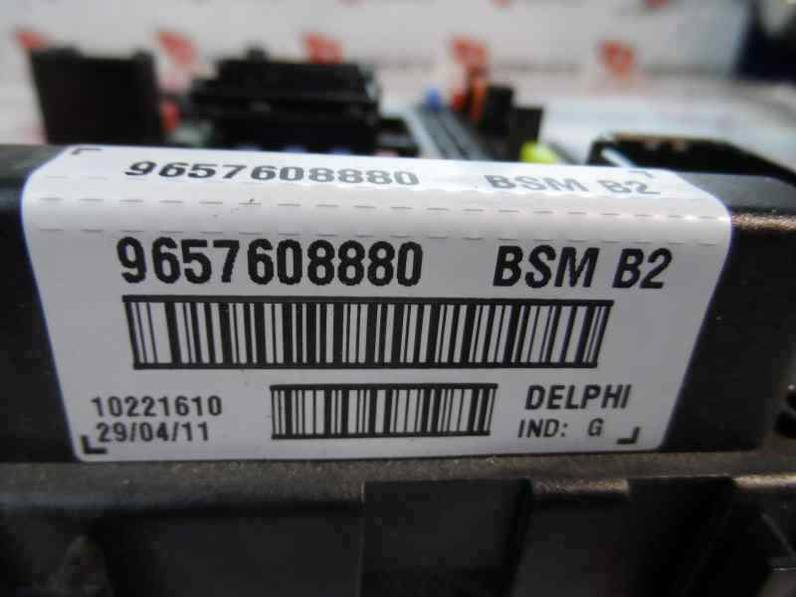 9657608880 BSM B2
9657608880 BSM B2
10221610 DELPHI
29/04/11 IND: G